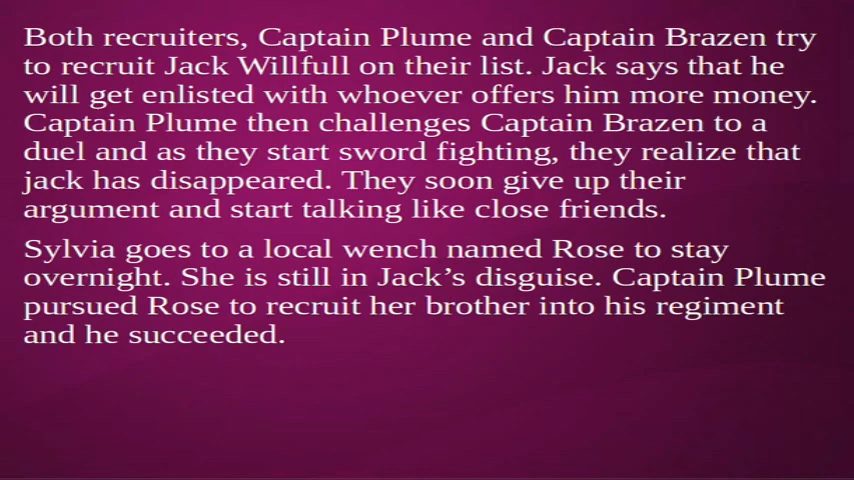 Both recruiters, Captain Plume and Captain Brazen try
to recruit Jack Willfull on their list. Jack says that he
will get enlisted with whoever offers him more money.
Captain Plume then challenges Captain Brazen to a
duel and as they start sword fighting, they realize that
jack has disappeared. They soon give up their
argument and start talking like close friends.
Sylvia goes to a local wench named Rose to stay
overnight. She is still in Jack’s disguise. Captain Plume
pursued Rose to recruit her brother into his regiment
and he succeeded.